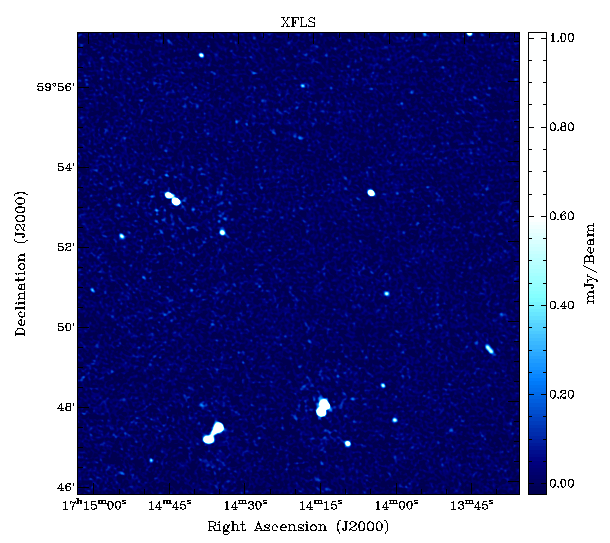 XFLS
59°56'
54'
52'
50'
48'
46'
17ʰ15ᵐ00ˢ 14ᵐ45ˢ 14ᵐ30ˢ 14ᵐ15ˢ 14ᵐ00ˢ 13ᵐ45ˢ
Right Ascension (J2000)
Declination (J2000)
1.00
0.80
0.60
0.40
0.20
0.00
mJy/Beam